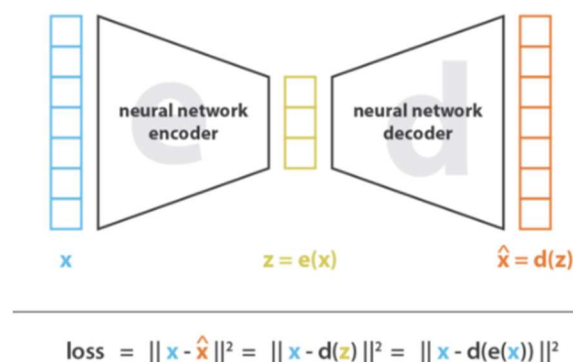 e
neural network
encoder
d
neural network
decoder
x
z = e(x)
x̂ = d(z)
loss = || x - x̂ ||² = || x - d(z) ||² = || x - d(e(x)) ||²